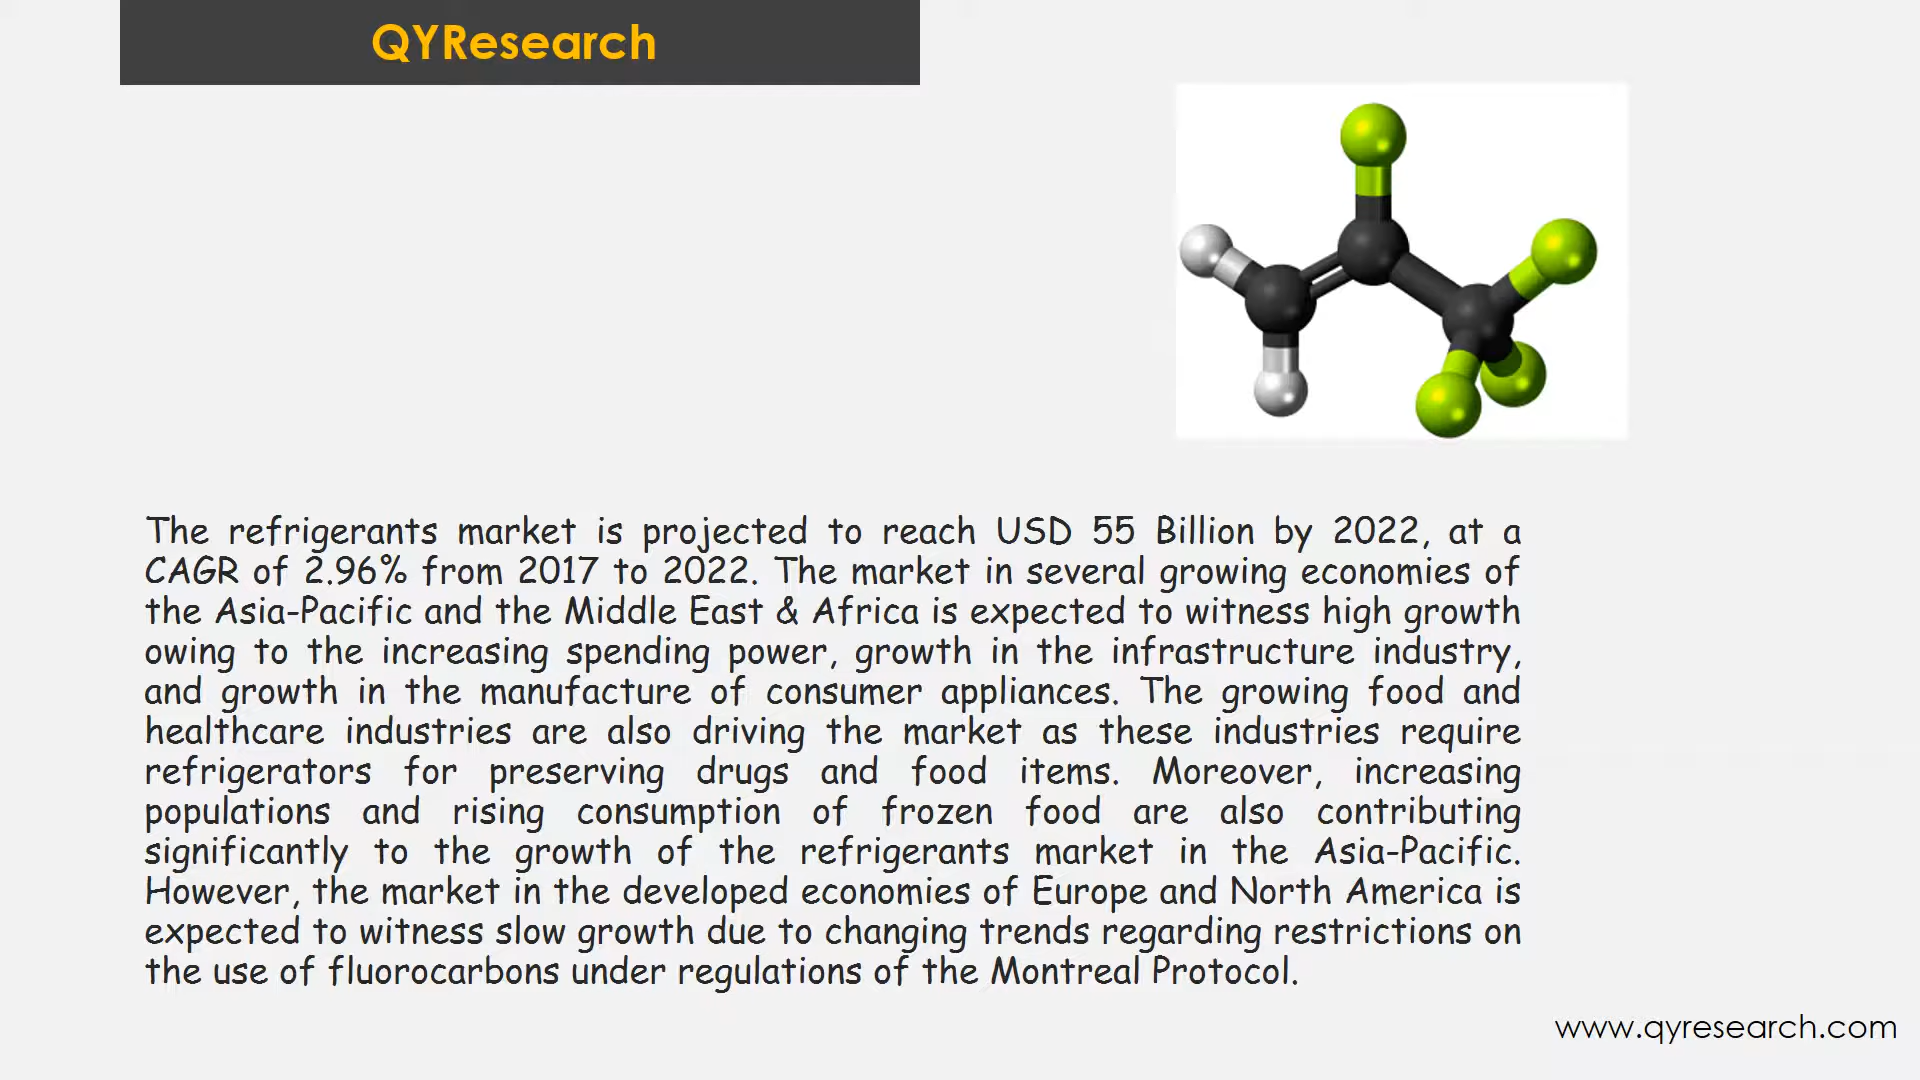 QYResearch
The refrigerants market is projected to reach USD 55 Billion by 2022, at a
CAGR of 2.96% from 2017 to 2022. The market in several growing economies of
the Asia-Pacific and the Middle East & Africa is expected to witness high growth
owing to the increasing spending power, growth in the infrastructure industry,
and growth in the manufacture of consumer appliances. The growing food and
healthcare industries are also driving the market as these industries require
refrigerators for preserving drugs and food items. Moreover, increasing
populations and rising consumption of frozen food are also contributing
significantly to the growth of the refrigerants market in the Asia-Pacific.
However, the market in the developed economies of Europe and North America is
expected to witness slow growth due to changing trends regarding restrictions on
the use of fluorocarbons under regulations of the Montreal Protocol.
www.qyresearch.com